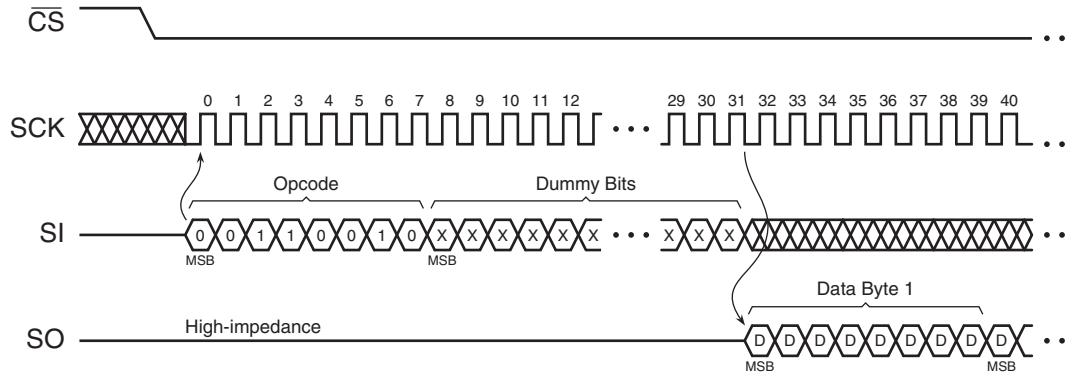 CS
SCK
0 1 2 3 4 5 6 7 8 9 10 11 12 29 30 31 32 33 34 35 36 37 38 39 40
Opcode Dummy Bits
SI
0 0 1 1 0 0 1 0 X X X X X X X X X
MSB MSB
Data Byte 1
SO
High-impedance
D D D D D D D D D
MSB MSB